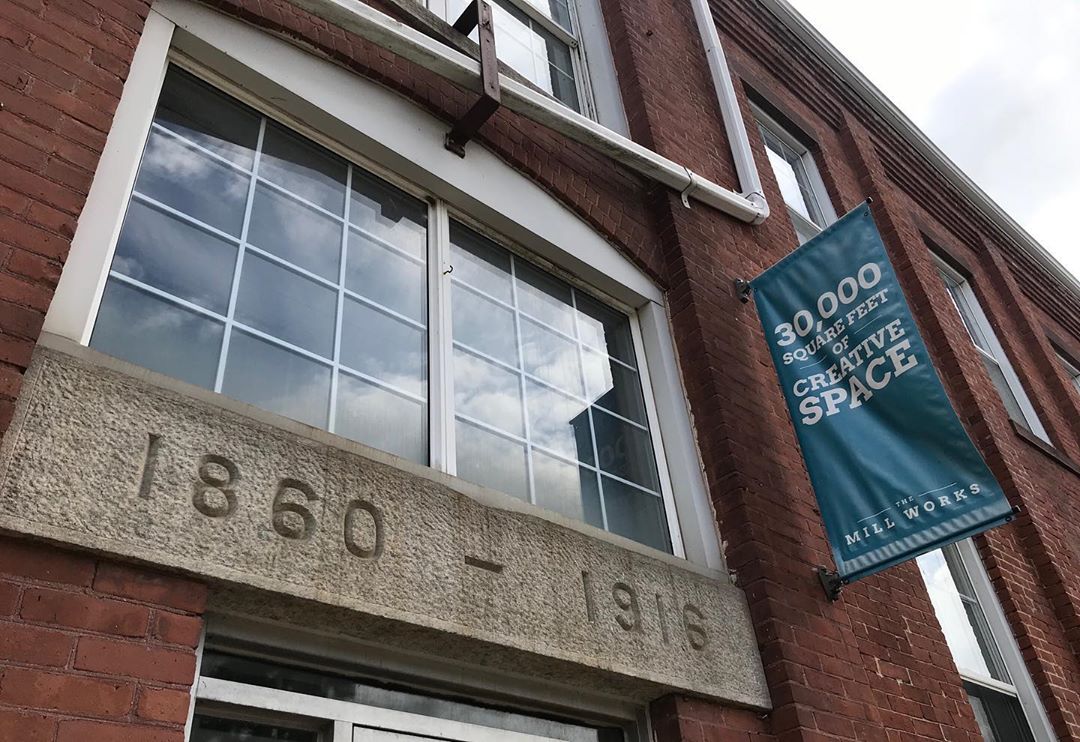 1860 – 1916
30,000
SQUARE FEET
OF
CREATIVE
SPACE
THE
MILL WORKS